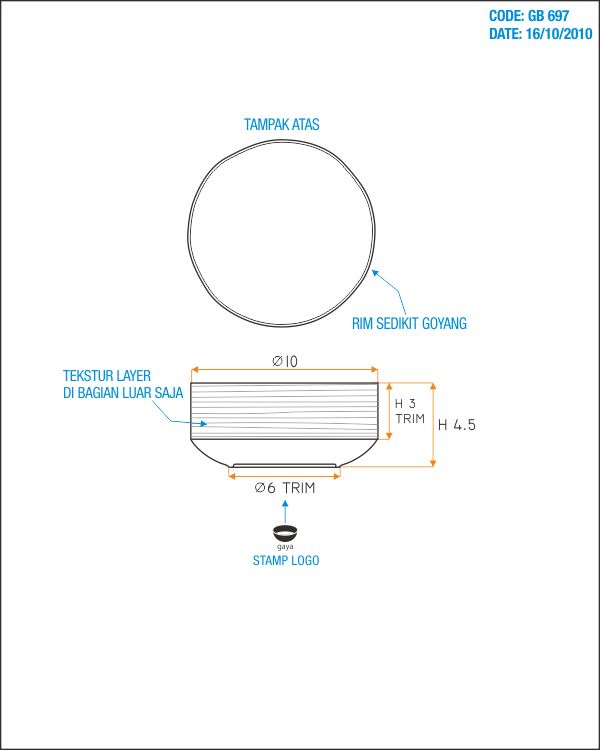 CODE: GB 697
DATE: 16/10/2010
TAMPAK ATAS
RIM SEDIKIT GOYANG
Ø10
TEKSTUR LAYER
DI BAGIAN LUAR SAJA
H 3
TRIM
H 4.5
Ø6 TRIM
gaya
STAMP LOGO